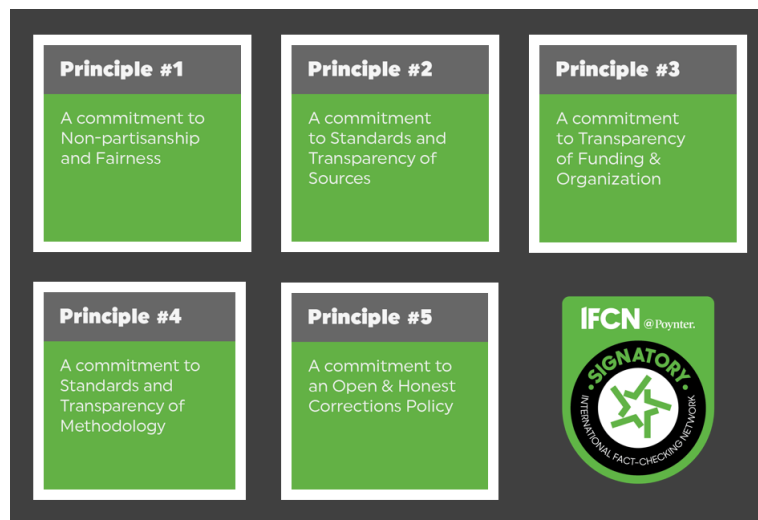 Principle #1
A commitment to
Non-partisanship
and Fairness
Principle #2
A commitment
to Standards and
Transparency of
Sources
Principle #3
A commitment
to Transparency
of Funding &
Organization
Principle #4
A commitment to
Standards and
Transparency of
Methodology
Principle #5
A commitment to
an Open & Honest
Corrections Policy
IFCN @Poynter.
•SIGNATORY•
INTERNATIONAL FACT-CHECKING NETWORK